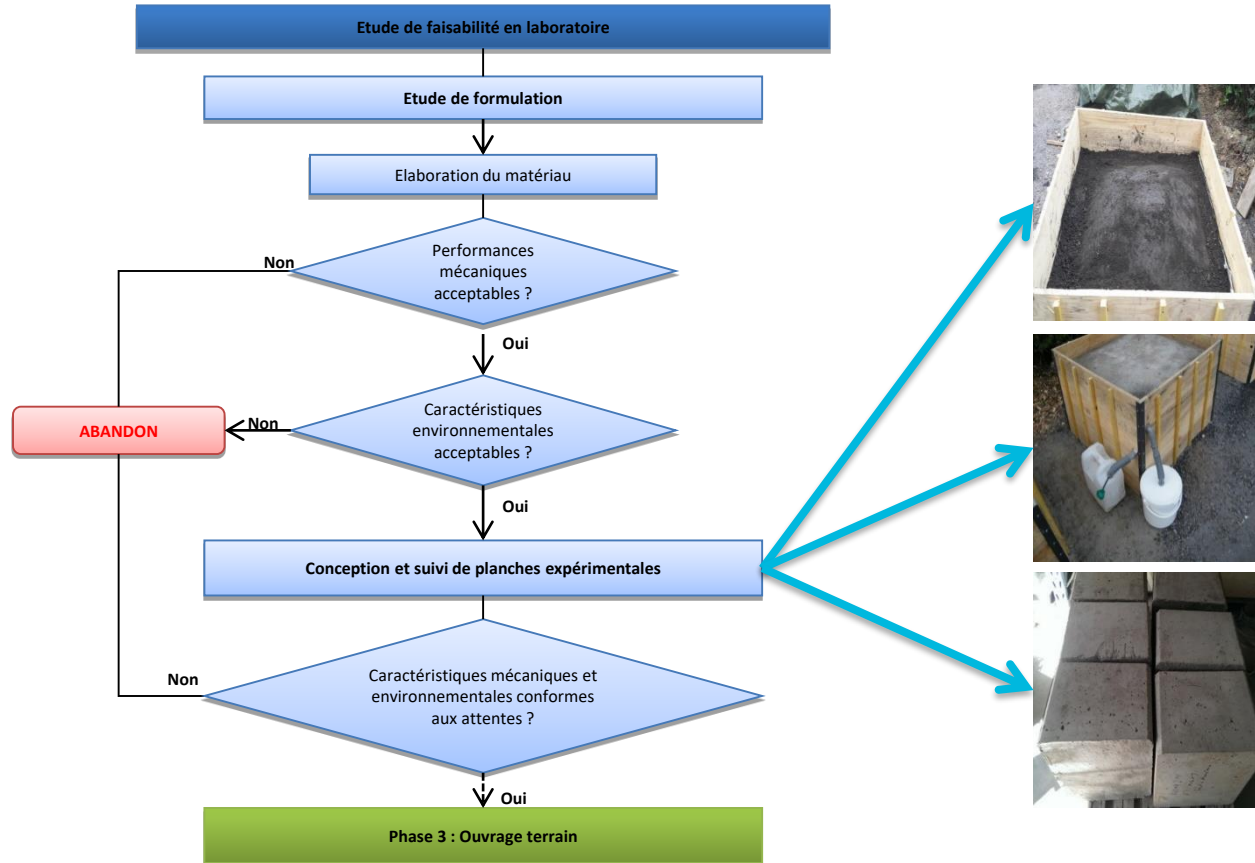 Etude de faisabilité en laboratoire
Etude de formulation
Elaboration du matériau
Performances
mécaniques
acceptables ?
Non
Oui
Caractéristiques
environnementales
acceptables ?
Non
ABANDON
Oui
Conception et suivi de planches expérimentales
Caractéristiques mécaniques et
environnementales conformes
aux attentes ?
Non
Oui
Phase 3 : Ouvrage terrain